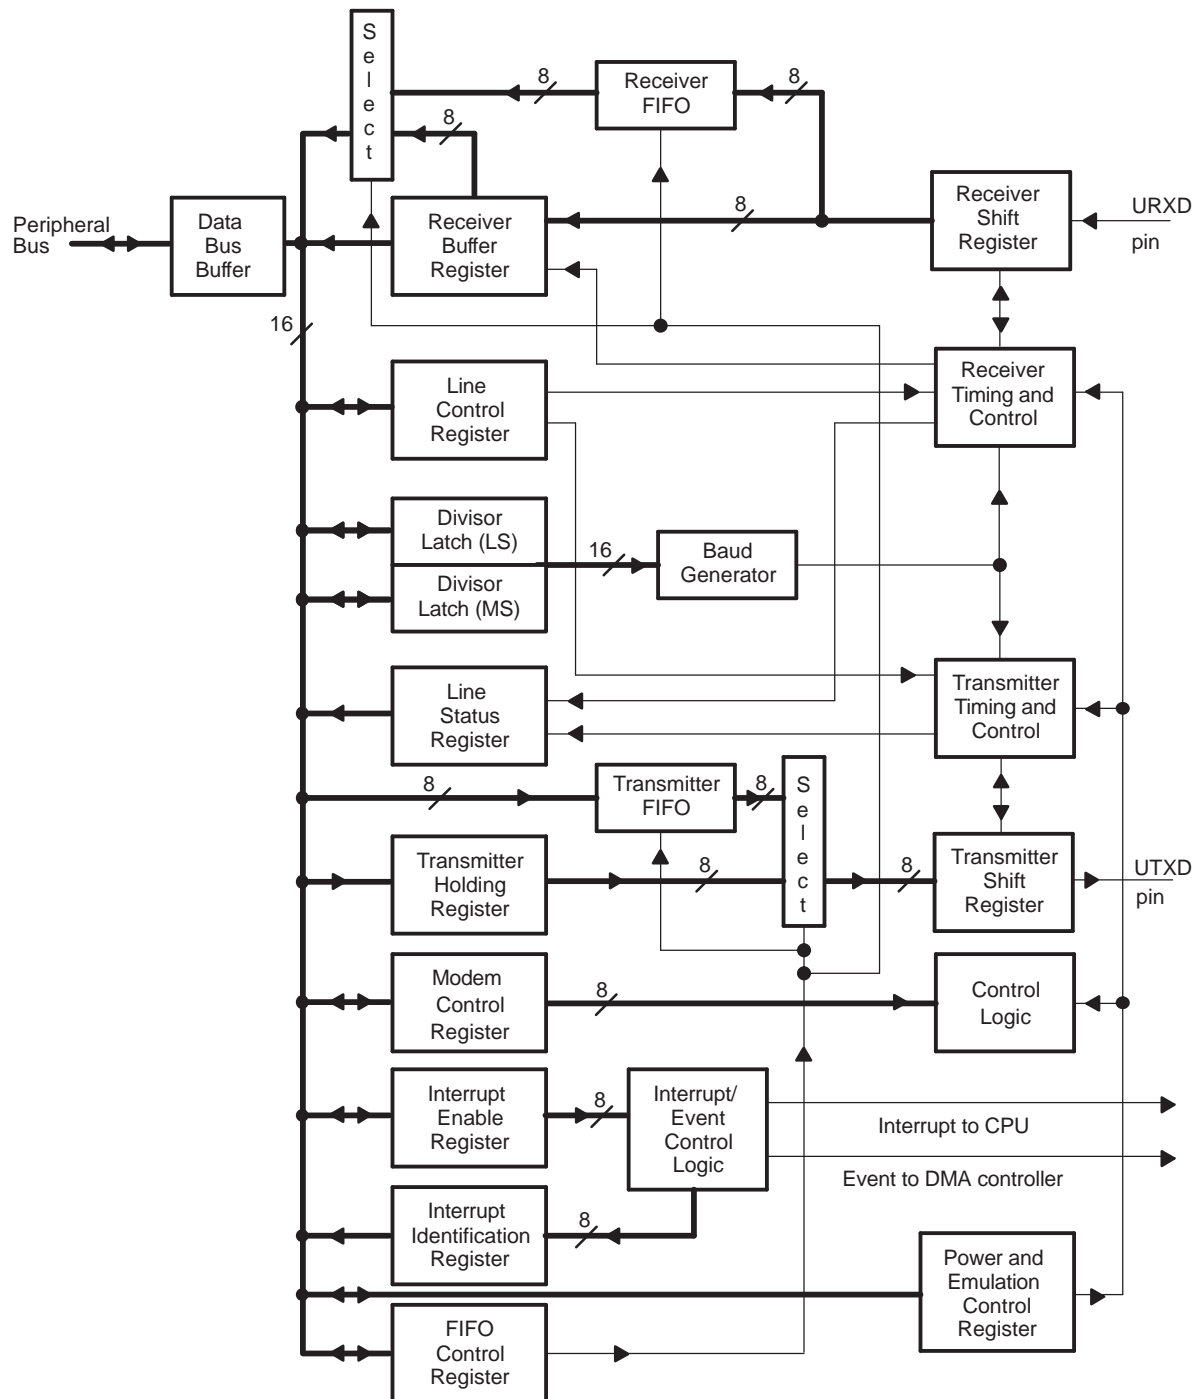 S
e
l
e
c
t
8
Receiver
FIFO
8
8
Peripheral
Bus
Data
Bus
Buffer
Receiver
Buffer
Register
8
Receiver
Shift
Register
URXD
pin
16
Line
Control
Register
Receiver
Timing and
Control
Divisor
Latch (LS)
Divisor
Latch (MS)
16
Baud
Generator
Line
Status
Register
Transmitter
Timing and
Control
8
Transmitter
FIFO
8
S
e
l
e
c
t
Transmitter
Holding
Register
8
8
Transmitter
Shift
Register
UTXD
pin
Modem
Control
Register
8
Control
Logic
Interrupt
Enable
Register
8
Interrupt/
Event
Control
Logic
Interrupt to CPU
Event to DMA controller
Interrupt
Identification
Register
8
Power and
Emulation
Control
Register
FIFO
Control
Register